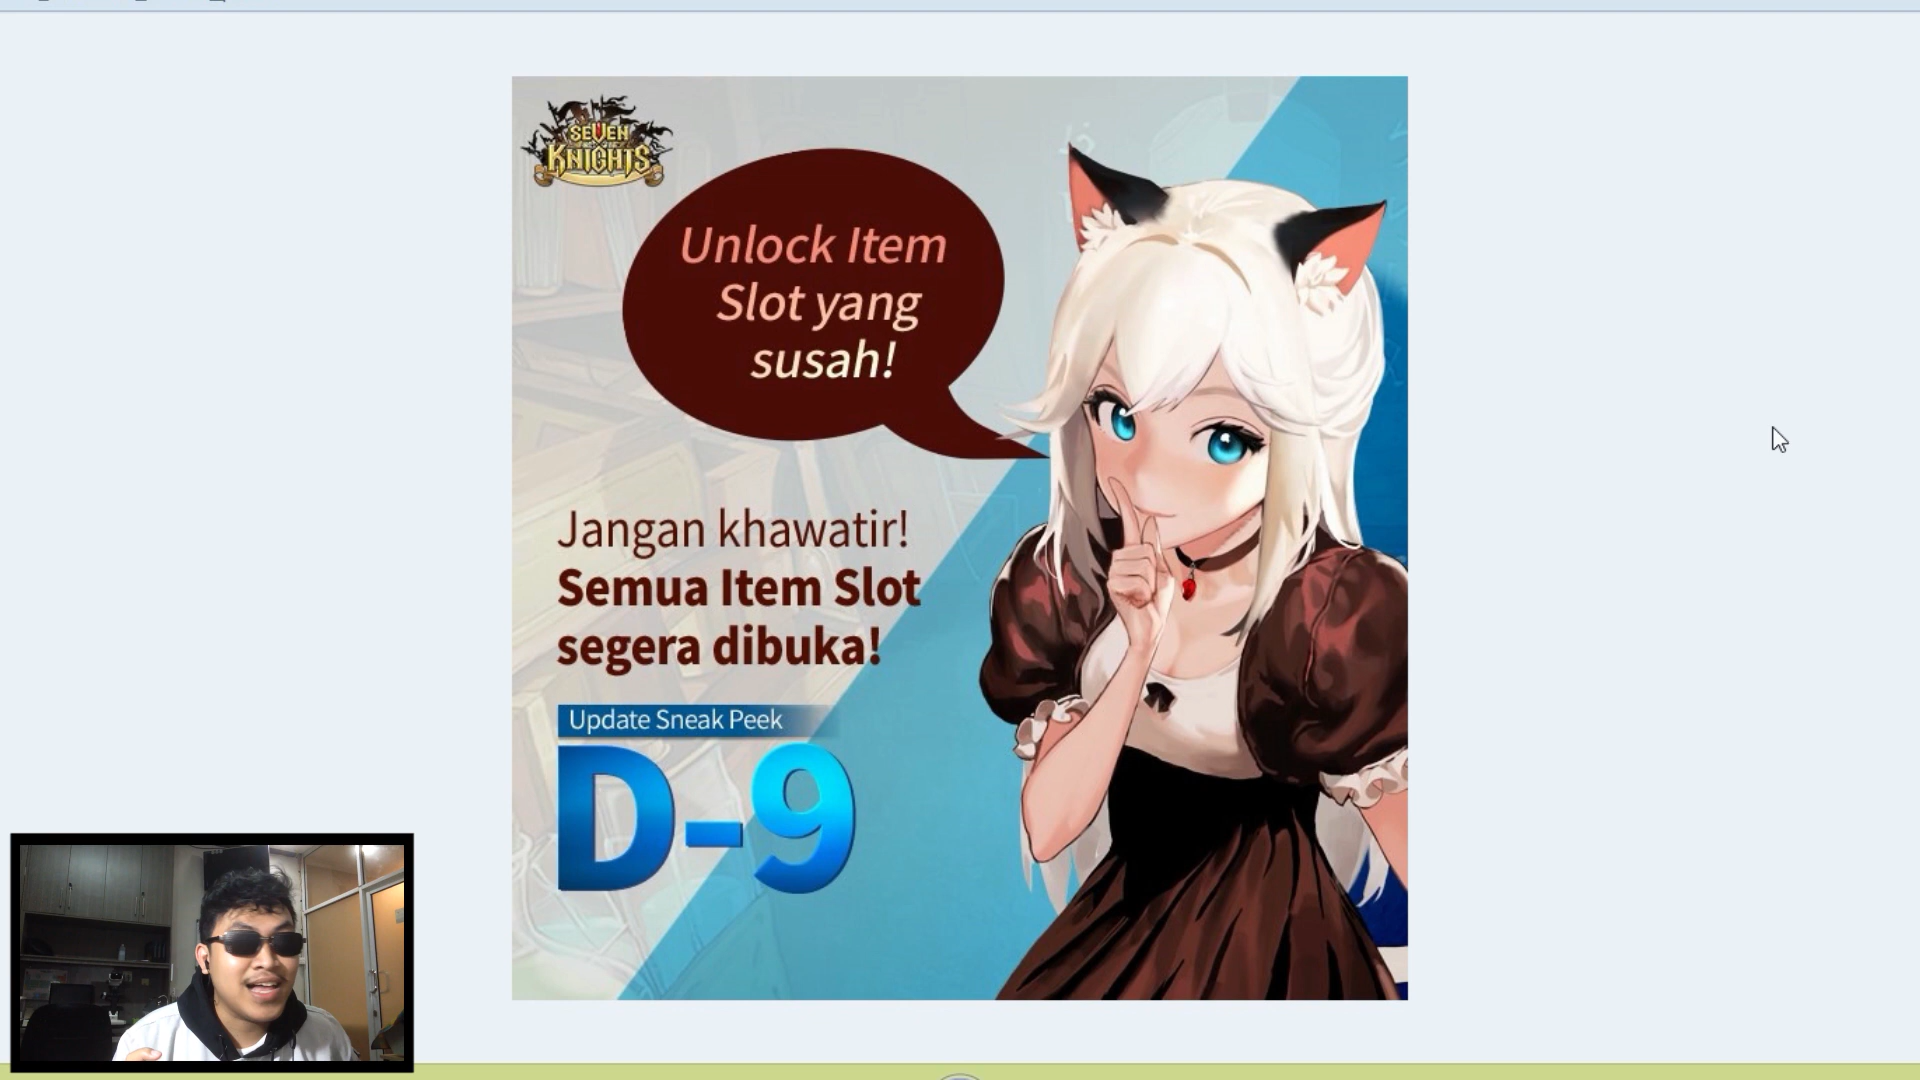 SEVEN
KNIGHTS
Unlock Item
Slot yang
susah!
Jangan khawatir!
Semua Item Slot
segera dibuka!
Update Sneak Peek
D-9